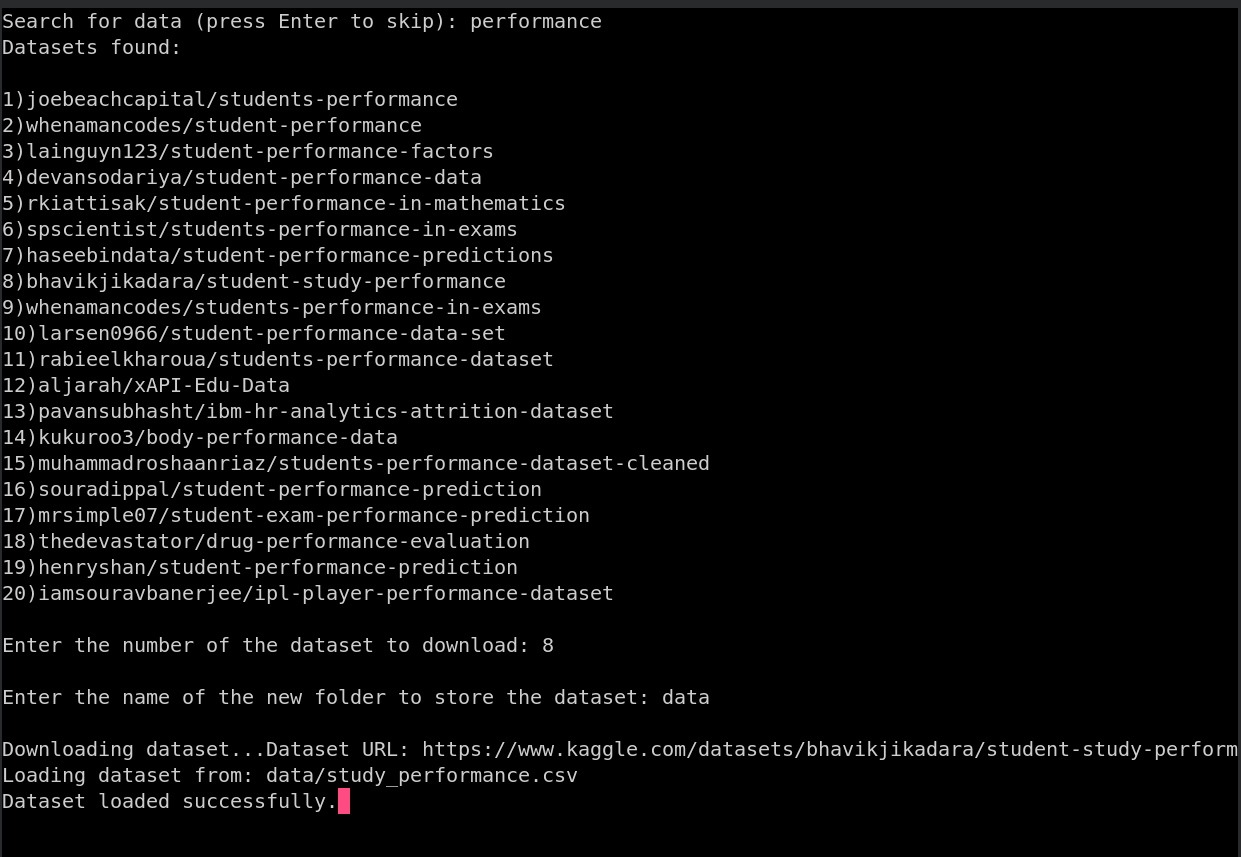 Search for data (press Enter to skip): performance
Datasets found:
1)joebeachcapital/students-performance
2)whenamancodes/student-performance
3)lainguyn123/student-performance-factors
4)devansodariya/student-performance-data
5)rkiattisak/student-performance-in-mathematics
6)spscientist/students-performance-in-exams
7)haseebindata/student-performance-predictions
8)bhavikjikadara/student-study-performance
9)whenamancodes/students-performance-in-exams
10)larsen0966/student-performance-data-set
11)rabieelkharoua/students-performance-dataset
12)aljarah/xAPI-Edu-Data
13)pavansubhasht/ibm-hr-analytics-attrition-dataset
14)kukuroo3/body-performance-data
15)muhammadroshaanriaz/students-performance-dataset-cleaned
16)souradippal/student-performance-prediction
17)mrsimple07/student-exam-performance-prediction
18)thedevastator/drug-performance-evaluation
19)henryshan/student-performance-prediction
20)iamsouravbanerjee/ipl-player-performance-dataset
Enter the number of the dataset to download: 8
Enter the name of the new folder to store the dataset: data
Downloading dataset...Dataset URL: https://www.kaggle.com/datasets/bhavikjikadara/student-study-perform
Loading dataset from: data/study_performance.csv
Dataset loaded successfully.